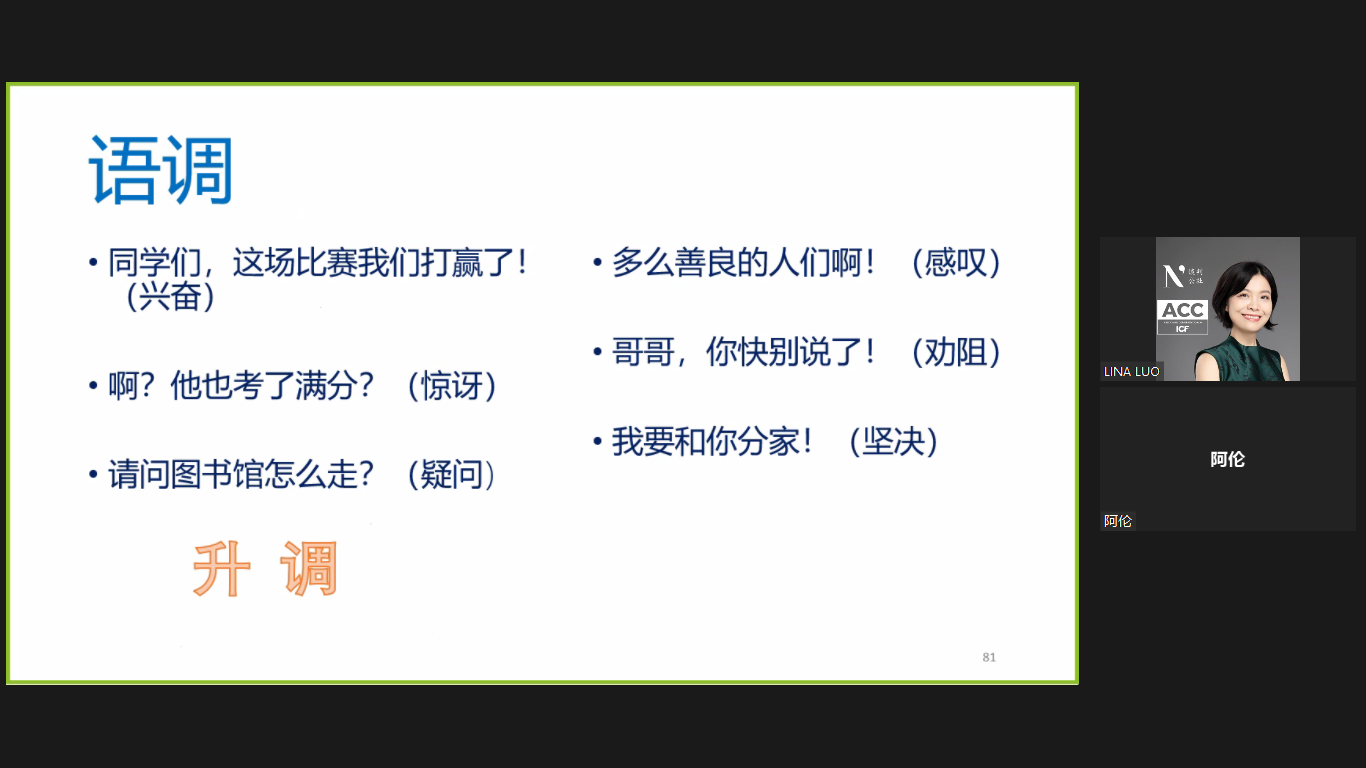 语调
• 同学们，这场比赛我们打赢了！
（兴奋）
• 啊？他也考了满分？（惊讶）
• 请问图书馆怎么走？（疑问）
升 调
• 多么善良的人们啊！（感叹）
• 哥哥，你快别说了！（劝阻）
• 我要和你分家！（坚决）
81
N
ACC
ICF
LINA LUO
阿伦
阿伦